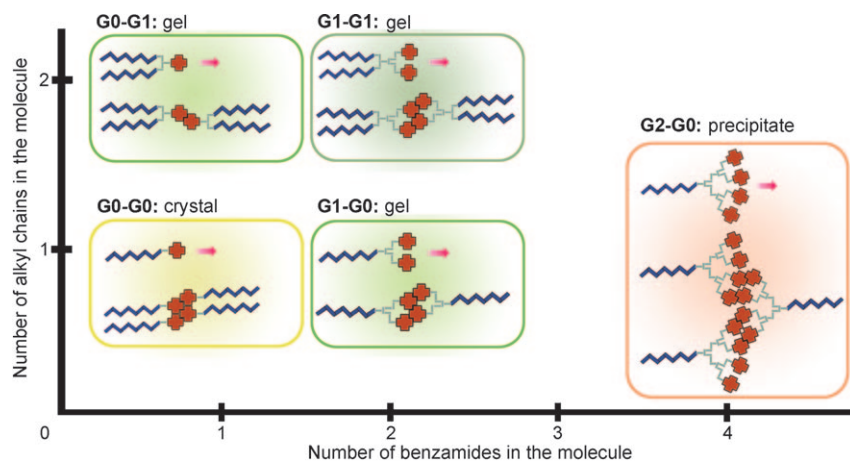 G0-G1: gel
G1-G1: gel
G2-G0: precipitate
G0-G0: crystal
G1-G0: gel
Number of alkyl chains in the molecule
2
1
0
1
2
3
4
Number of benzamides in the molecule